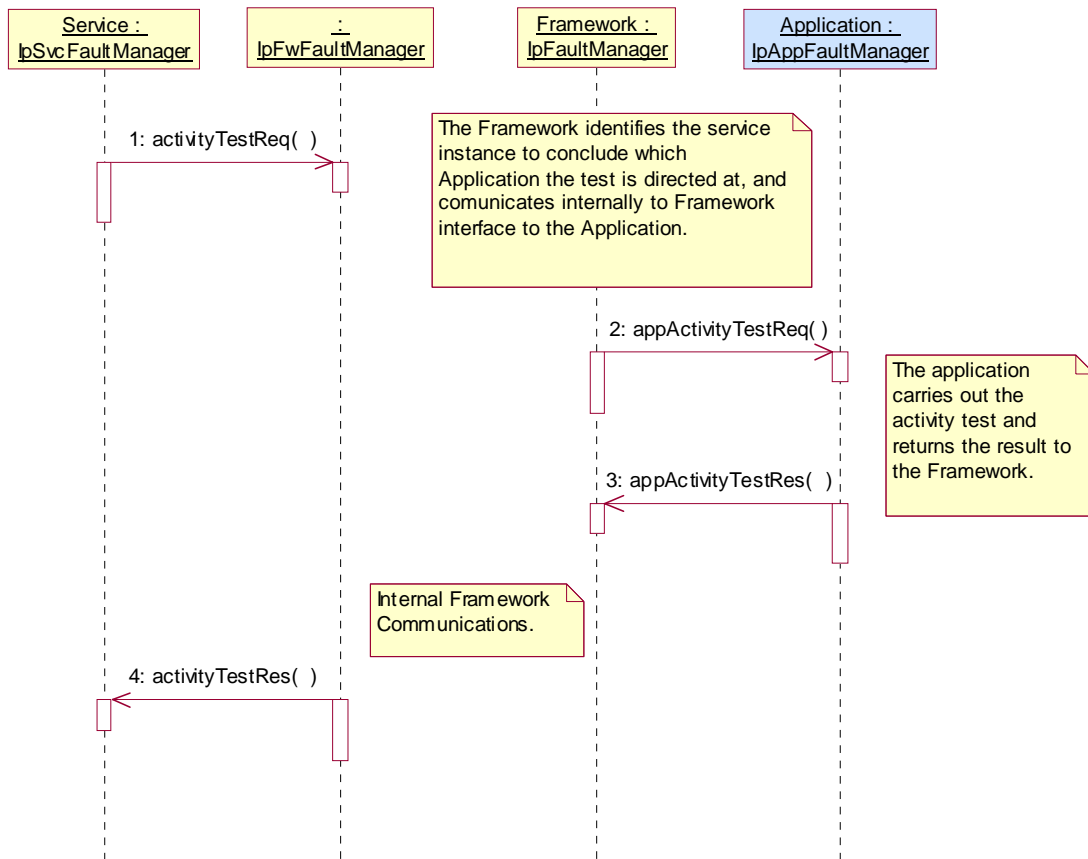 Service :
IpSvcFaultManager
:
IpFwFaultManager
Framework :
IpFaultManager
Application :
IpAppFaultManager
1: activityTestReq( )
The Framework identifies the service
instance to conclude which
Application the test is directed at, and
comunicates internally to Framework
interface to the Application.
2: appActivityTestReq( )
The application
carries out the
activity test and
returns the result to
the Framework.
3: appActivityTestRes( )
Internal Framework
Communications.
4: activityTestRes( )